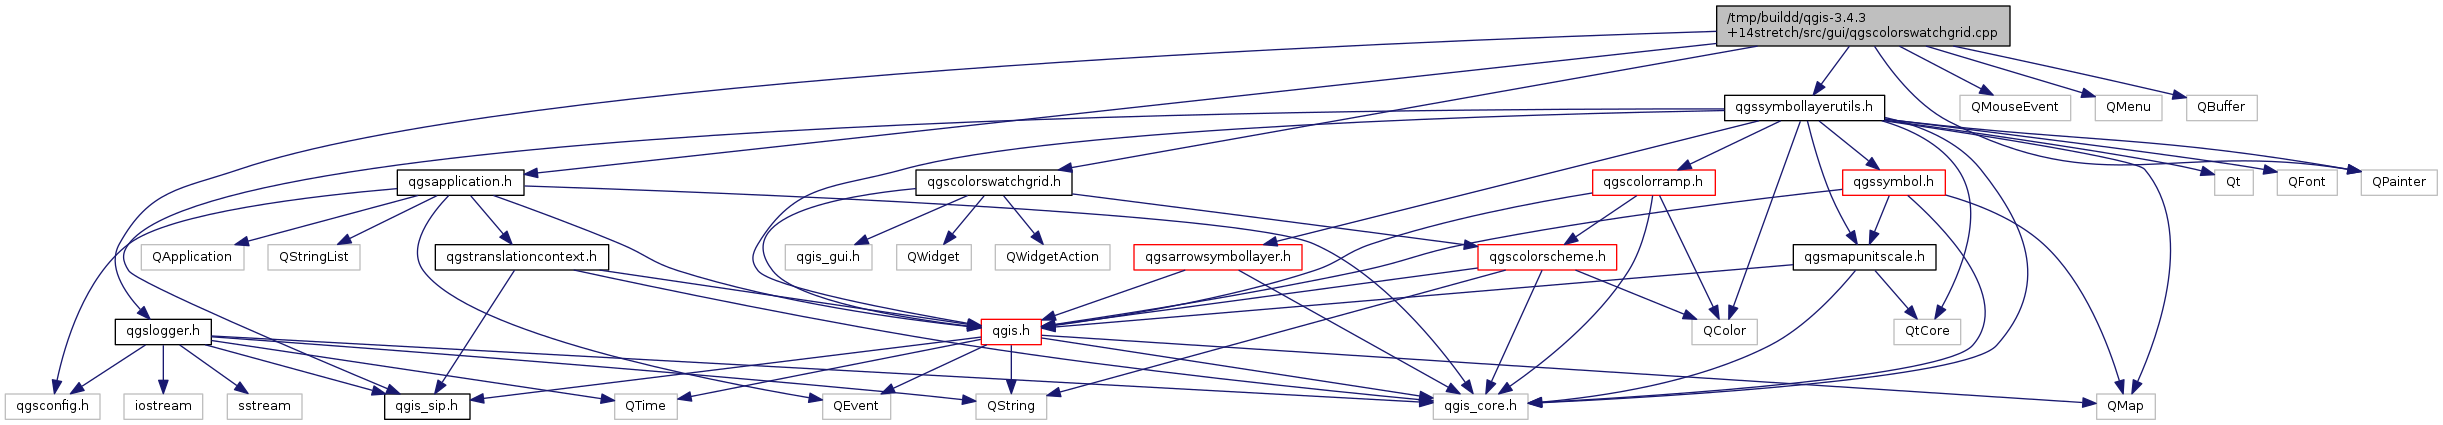 /tmp/buildd/qgis-3.4.3
+14stretch/src/gui/qgscolorswatchgrid.cpp
qgssymbollayerutils.h
QMouseEvent
QMenu
QBuffer
qgsapplication.h
qgscolorswatchgrid.h
qgscolorramp.h
qgssymbol.h
Qt
QFont
QPainter
QApplication
QStringList
qgstranslationcontext.h
qgis_gui.h
QWidget
QWidgetAction
qgsarrowsymbollayer.h
qgscolorscheme.h
qgsmapunitscale.h
qgslogger.h
qgis.h
QColor
QtCore
qgsconfig.h
iostream
sstream
qgis_sip.h
QTime
QEvent
QString
qgis_core.h
QMap